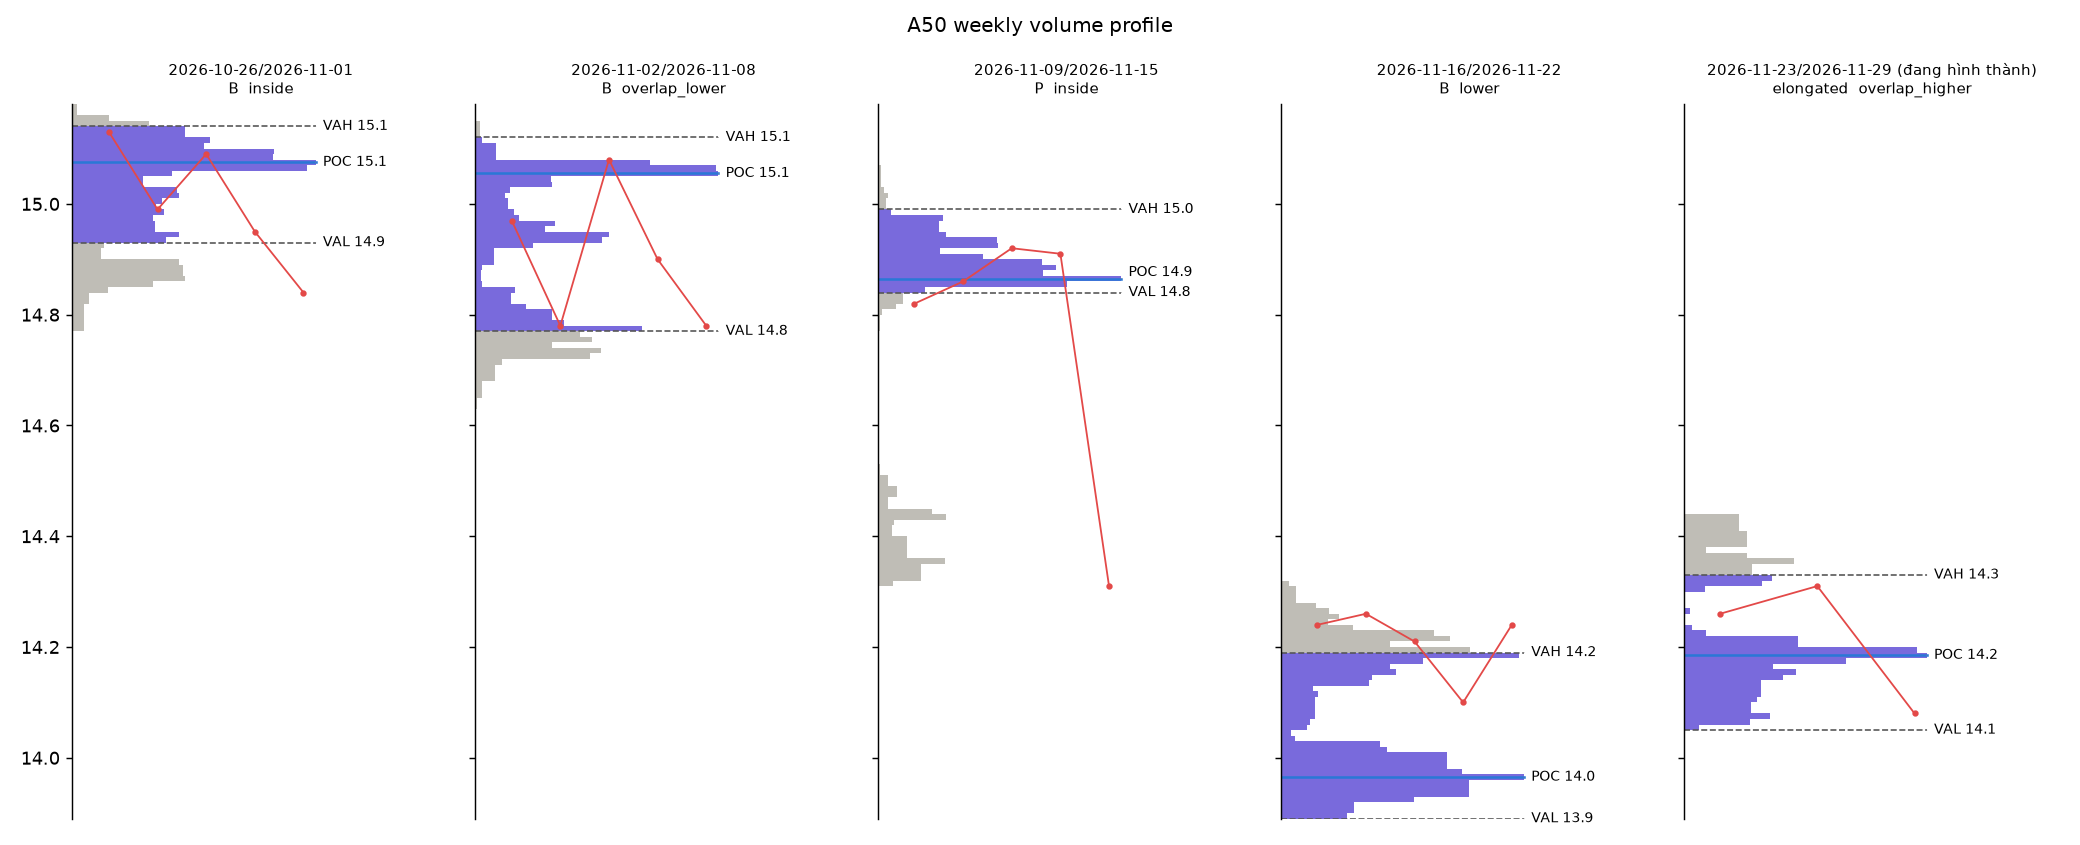 A50 weekly volume profile
2026-10-26/2026-11-01
B  inside
VAH 15.1
POC 15.1
VAL 14.9
2026-11-02/2026-11-08
B  overlap_lower
VAH 15.1
POC 15.1
VAL 14.8
2026-11-09/2026-11-15
P  inside
VAH 15.0
POC 14.9
VAL 14.8
2026-11-16/2026-11-22
B  lower
VAH 14.2
POC 14.0
VAL 13.9
2026-11-23/2026-11-29 (đang hình thành)
elongated  overlap_higher
VAH 14.3
POC 14.2
VAL 14.1
15.0
14.8
14.6
14.4
14.2
14.0